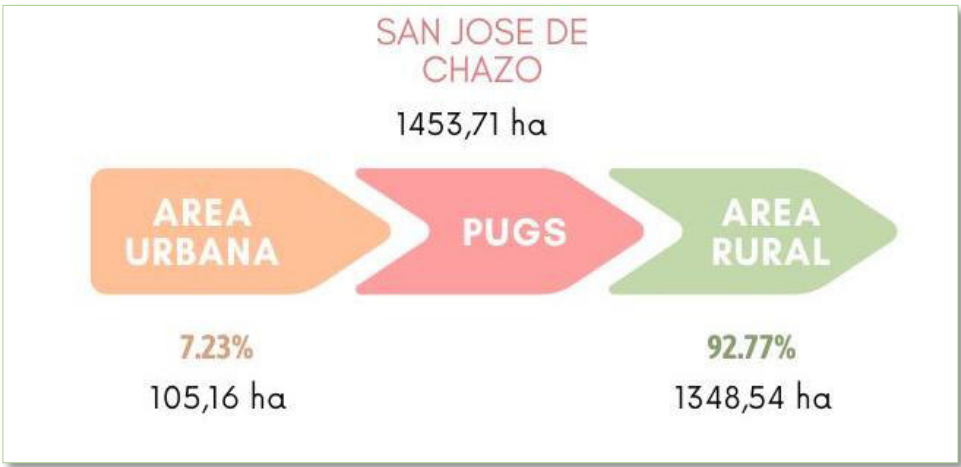 SAN JOSE DE
CHAZO
1453,71 ha
AREA
URBANA
PUGS
AREA
RURAL
7.23%
92.77%
105,16 ha
1348,54 ha